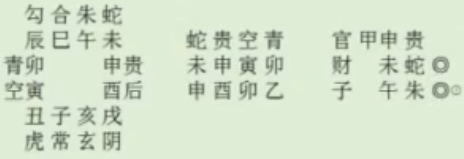 勾合朱蛇
辰巳午未 蛇贵空青 官甲申贵
青卯 申贵 未申寅卯 财 未蛇◎
空寅 酉后 申酉卯乙 子 午朱◎⊙
丑子亥戌
虎常玄阴